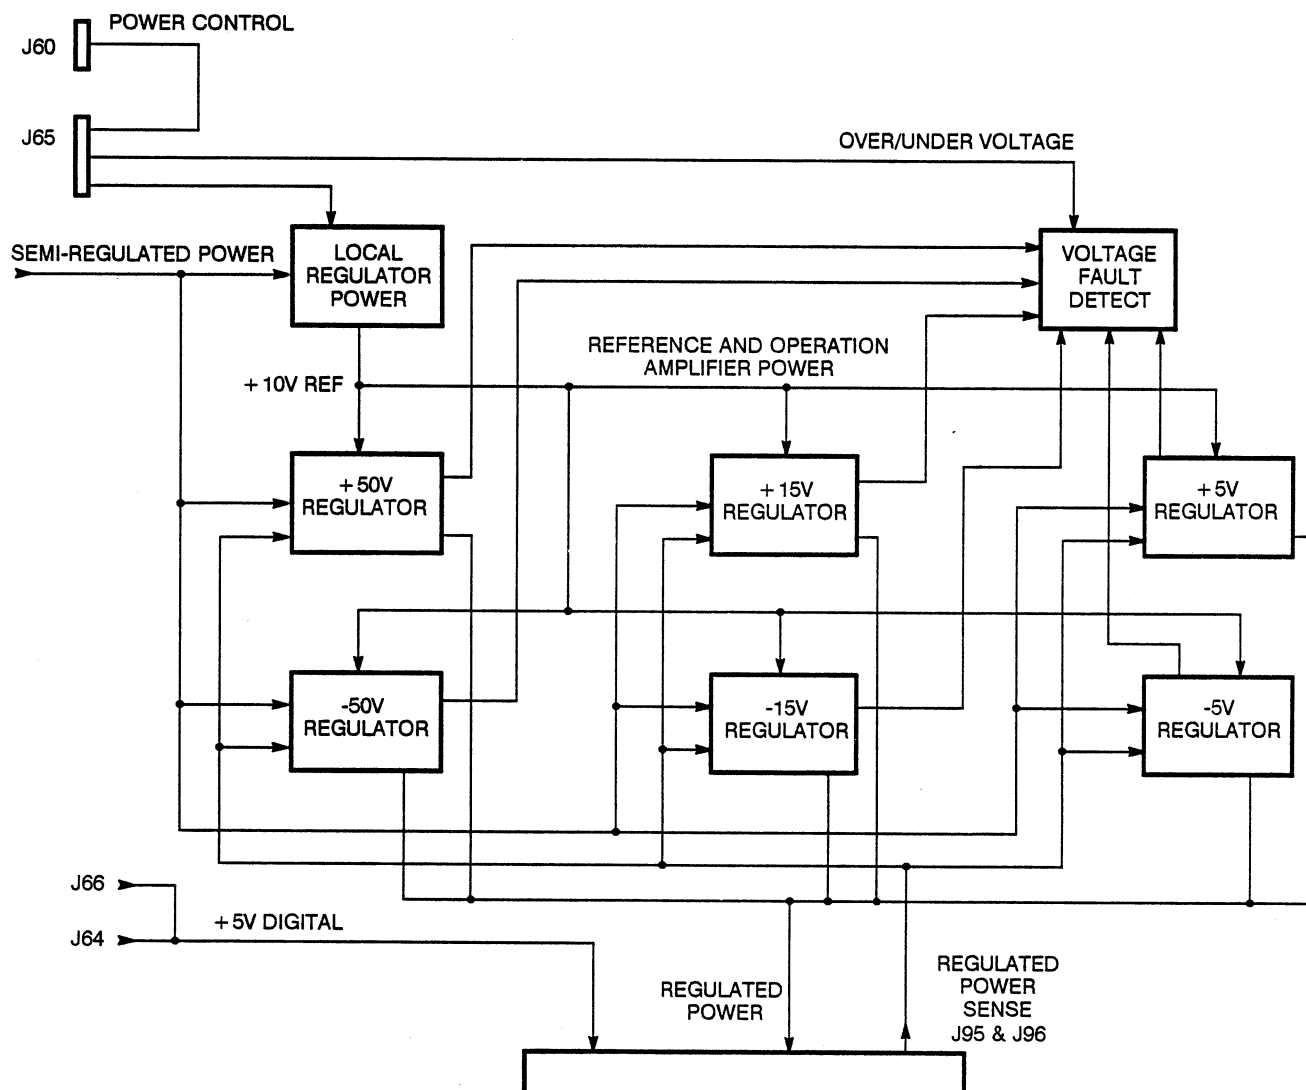 POWER CONTROL
J60
J65
OVER/UNDER VOLTAGE
SEMI-REGULATED POWER
LOCAL
REGULATOR
POWER
VOLTAGE
FAULT
DETECT
REFERENCE AND OPERATION
AMPLIFIER POWER
+10V REF
+50V
REGULATOR
+15V
REGULATOR
+5V
REGULATOR
-50V
REGULATOR
-15V
REGULATOR
-5V
REGULATOR
J66
J64
+5V DIGITAL
REGULATED
POWER
REGULATED
POWER
SENSE
J95 & J96